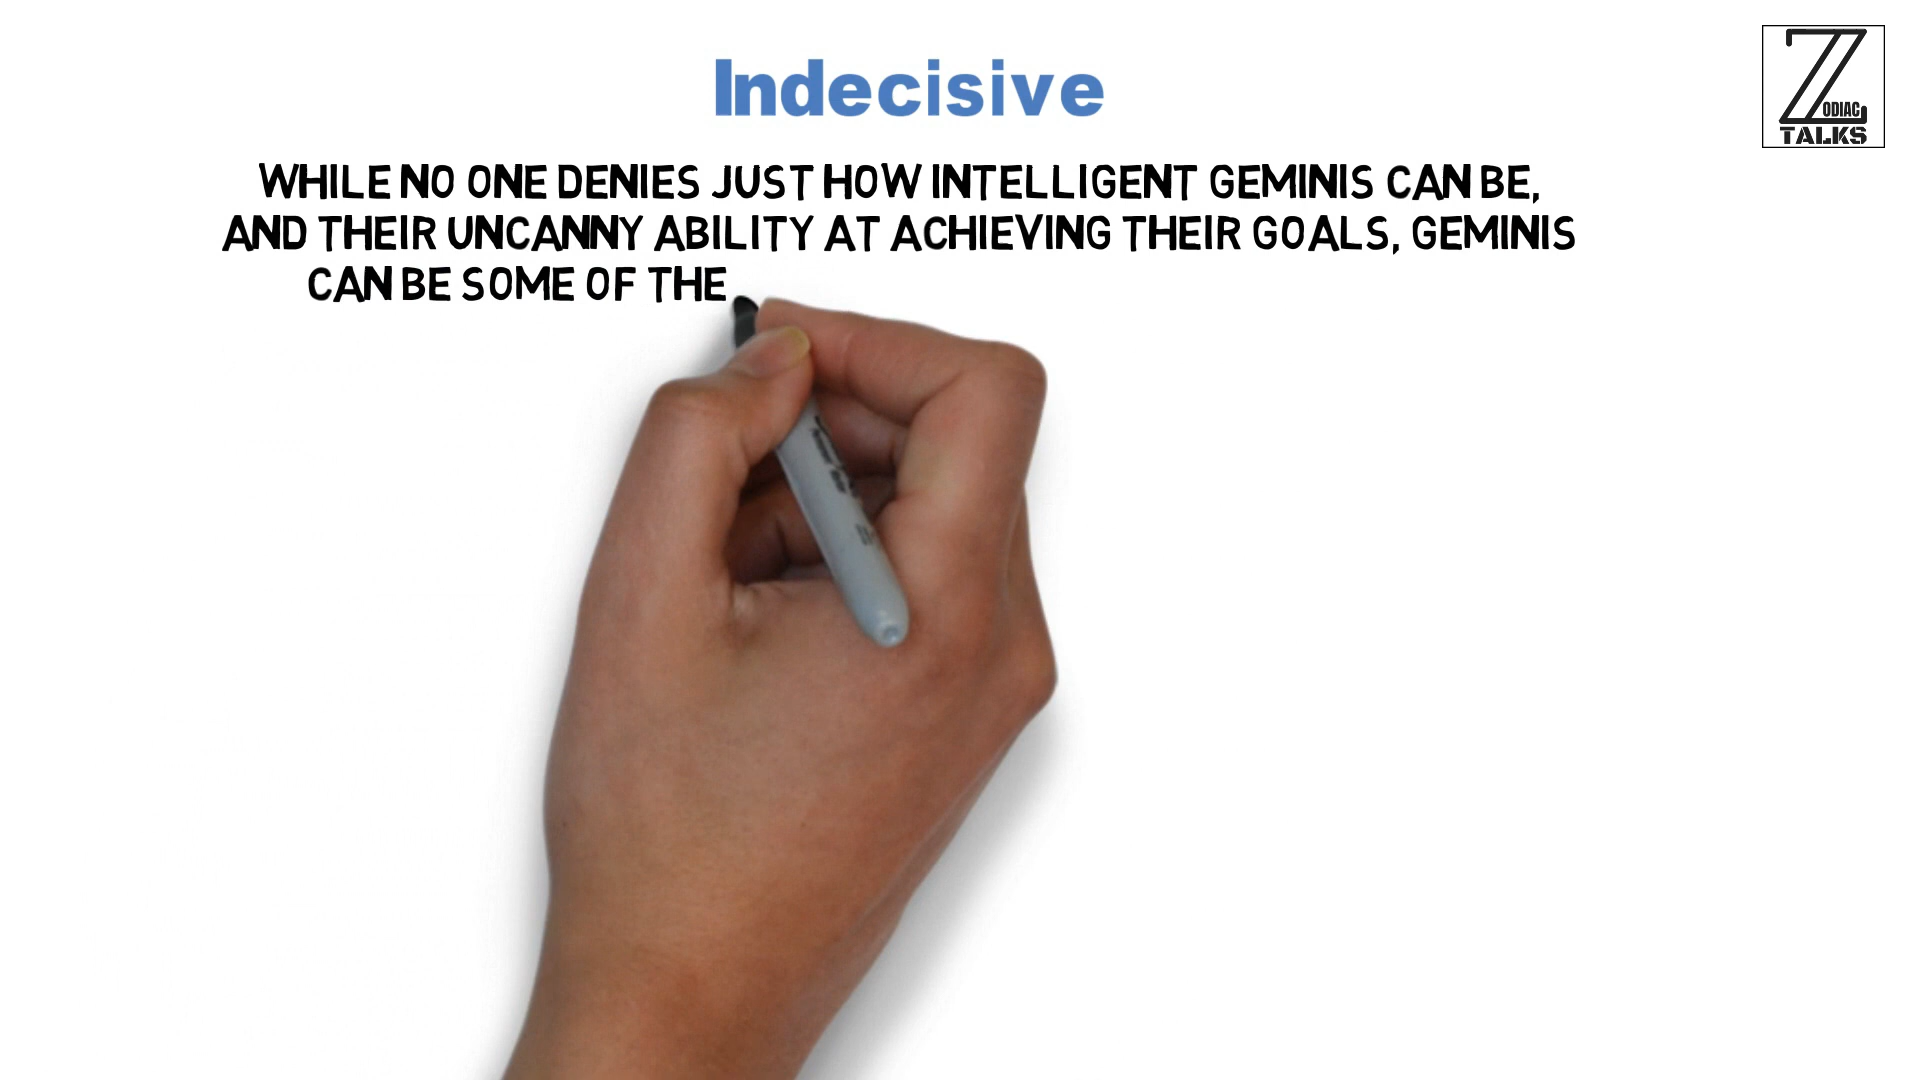 Indecisive
WHILE NO ONE DENIES JUST HOW INTELLIGENT GEMINIS CAN BE,
AND THEIR UNCANNY ABILITY AT ACHIEVING THEIR GOALS, GEMINIS
CAN BE SOME OF THE
ZODIAC
TALKS